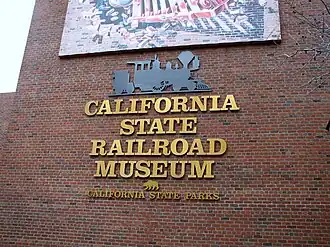 CALIFORNIA
STATE
RAILROAD
MUSEUM
CALIFORNIA STATE PARKS